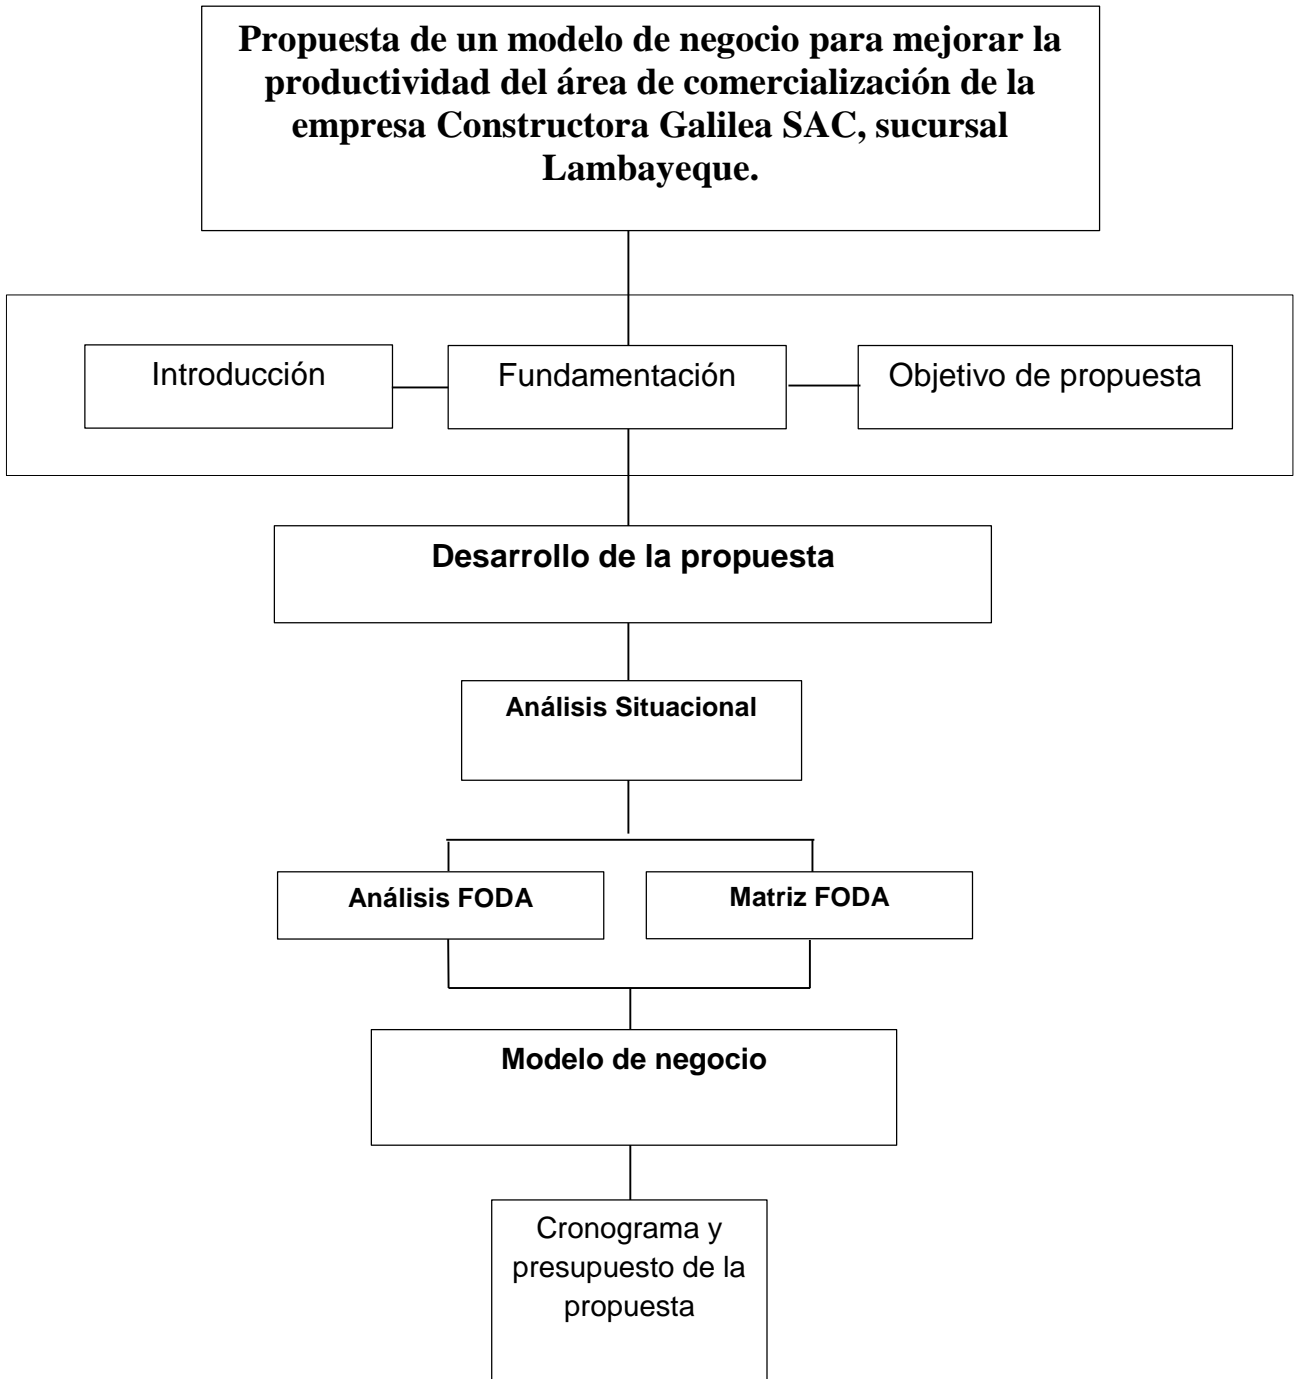 Propuesta de un modelo de negocio para mejorar la
productividad del área de comercialización de la
empresa Constructora Galilea SAC, sucursal
Lambayeque.
Introducción
Fundamentación
Objetivo de propuesta
Desarrollo de la propuesta
Análisis Situacional
Análisis FODA
Matriz FODA
Modelo de negocio
Cronograma y
presupuesto de la
propuesta